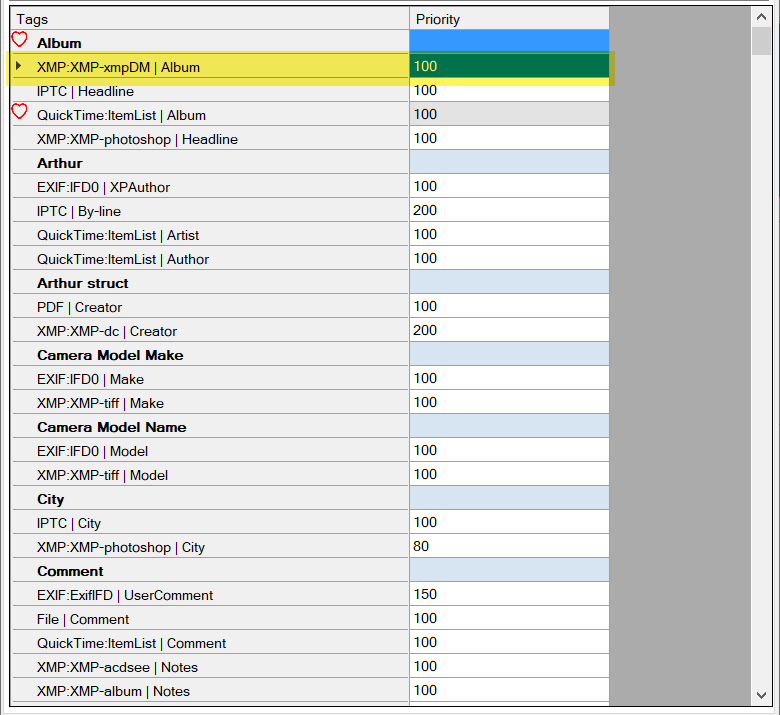 Tags Priority
Album
XMP:XMP-xmpDM | Album 100
IPTC | Headline 100
QuickTime:ItemList | Album 100
XMP:XMP-photoshop | Headline 100
Arthur
EXIF:IFD0 | XPAuthor 100
IPTC | By-line 200
QuickTime:ItemList | Artist 100
QuickTime:ItemList | Author 100
Arthur struct
PDF | Creator 100
XMP:XMP-dc | Creator 200
Camera Model Make
EXIF:IFD0 | Make 100
XMP:XMP-tiff | Make 100
Camera Model Name
EXIF:IFD0 | Model 100
XMP:XMP-tiff | Model 100
City
IPTC | City 100
XMP:XMP-photoshop | City 80
Comment
EXIF:ExifIFD | UserComment 150
File | Comment 100
QuickTime:ItemList | Comment 100
XMP:XMP-acdsee | Notes 100
XMP:XMP-album | Notes 100